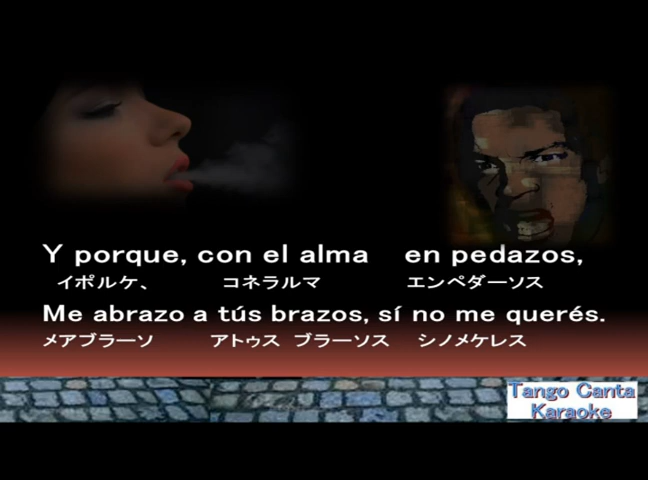 Y porque, con el alma en pedazos,
イポルケ、 コネラルマ エンペダーソス
Me abrazo a tús brazos, sí no me querés.
メアブラーソ アトゥス ブラーソス シノメケレス
Tango Canta
Karaoke